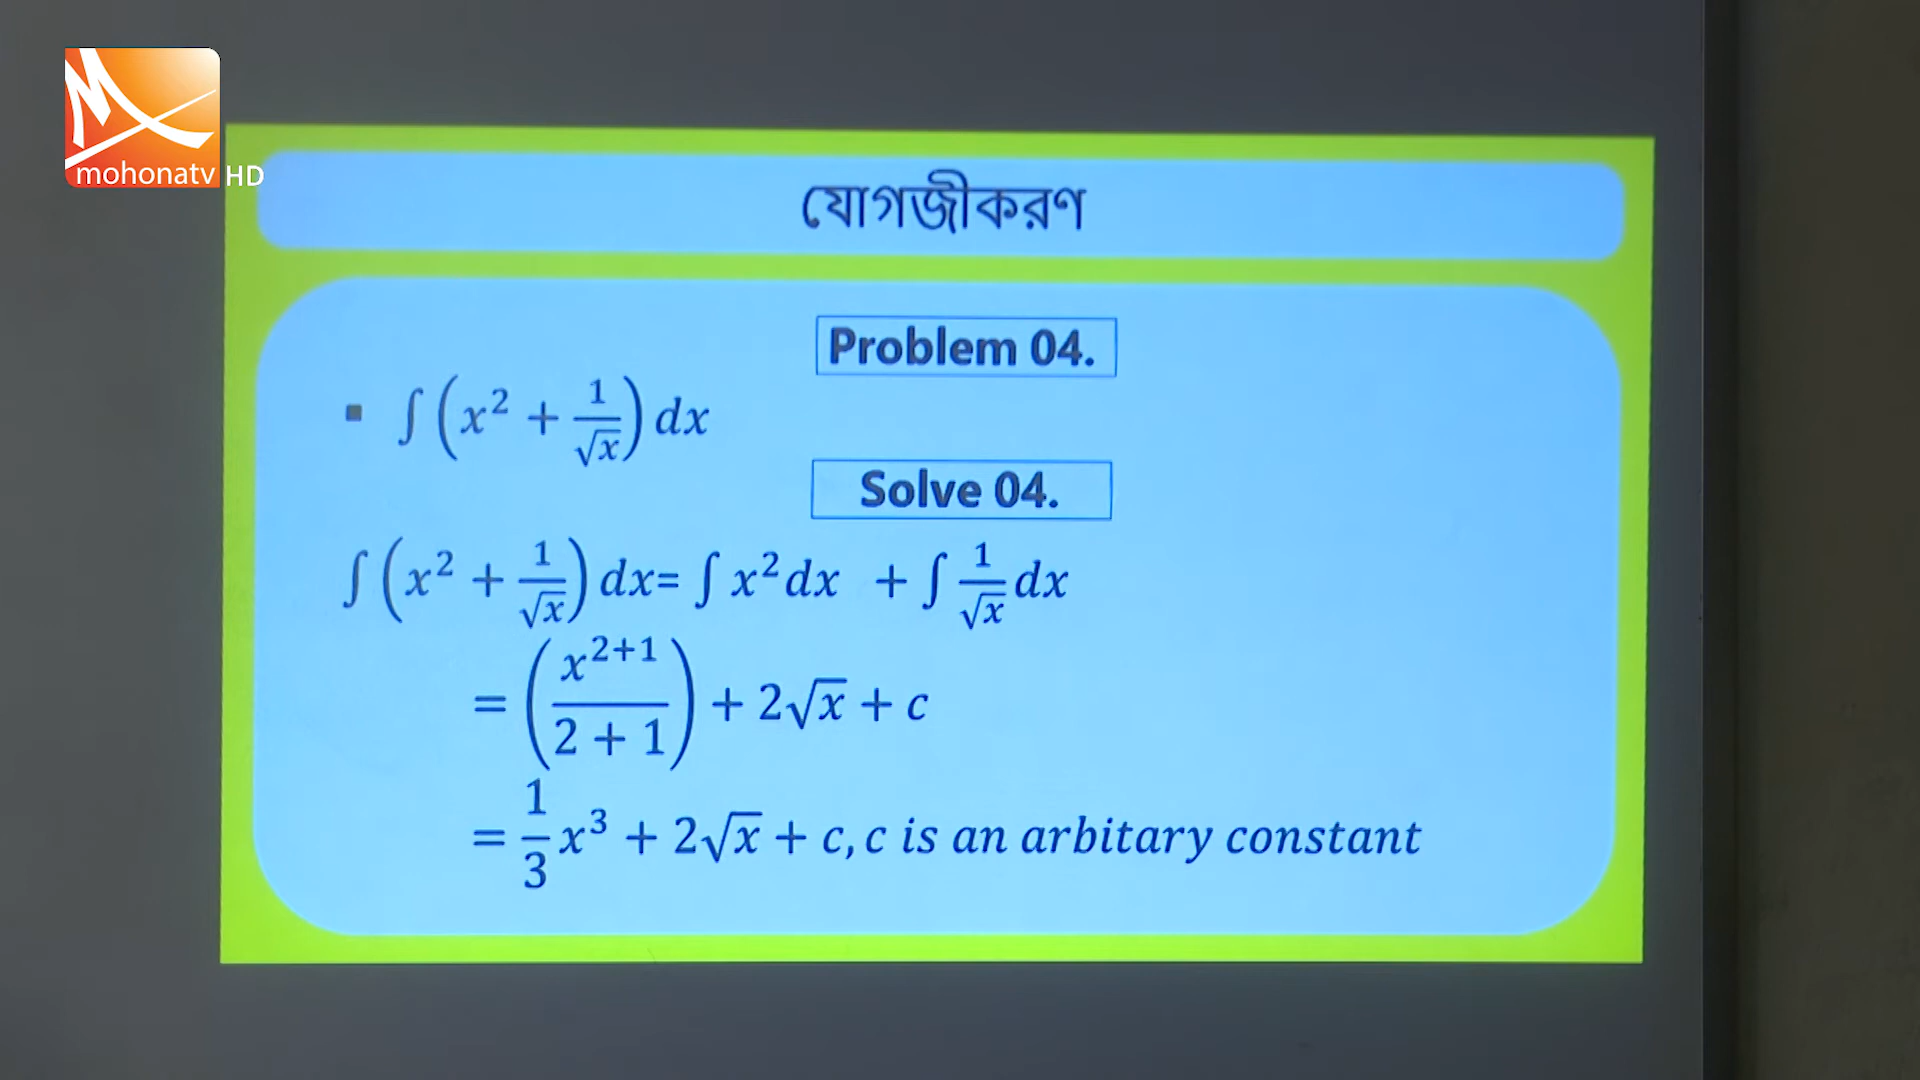 mohonatv HD
যোগজীকরণ
Problem 04.
▪ ∫(x² + 1/√x) dx
Solve 04.
∫(x² + 1/√x) dx= ∫ x²dx + ∫ 1/√x dx
= (x²⁺¹/2 + 1) + 2√x + c
= 1/3 x³ + 2√x + c, c is an arbitary constant